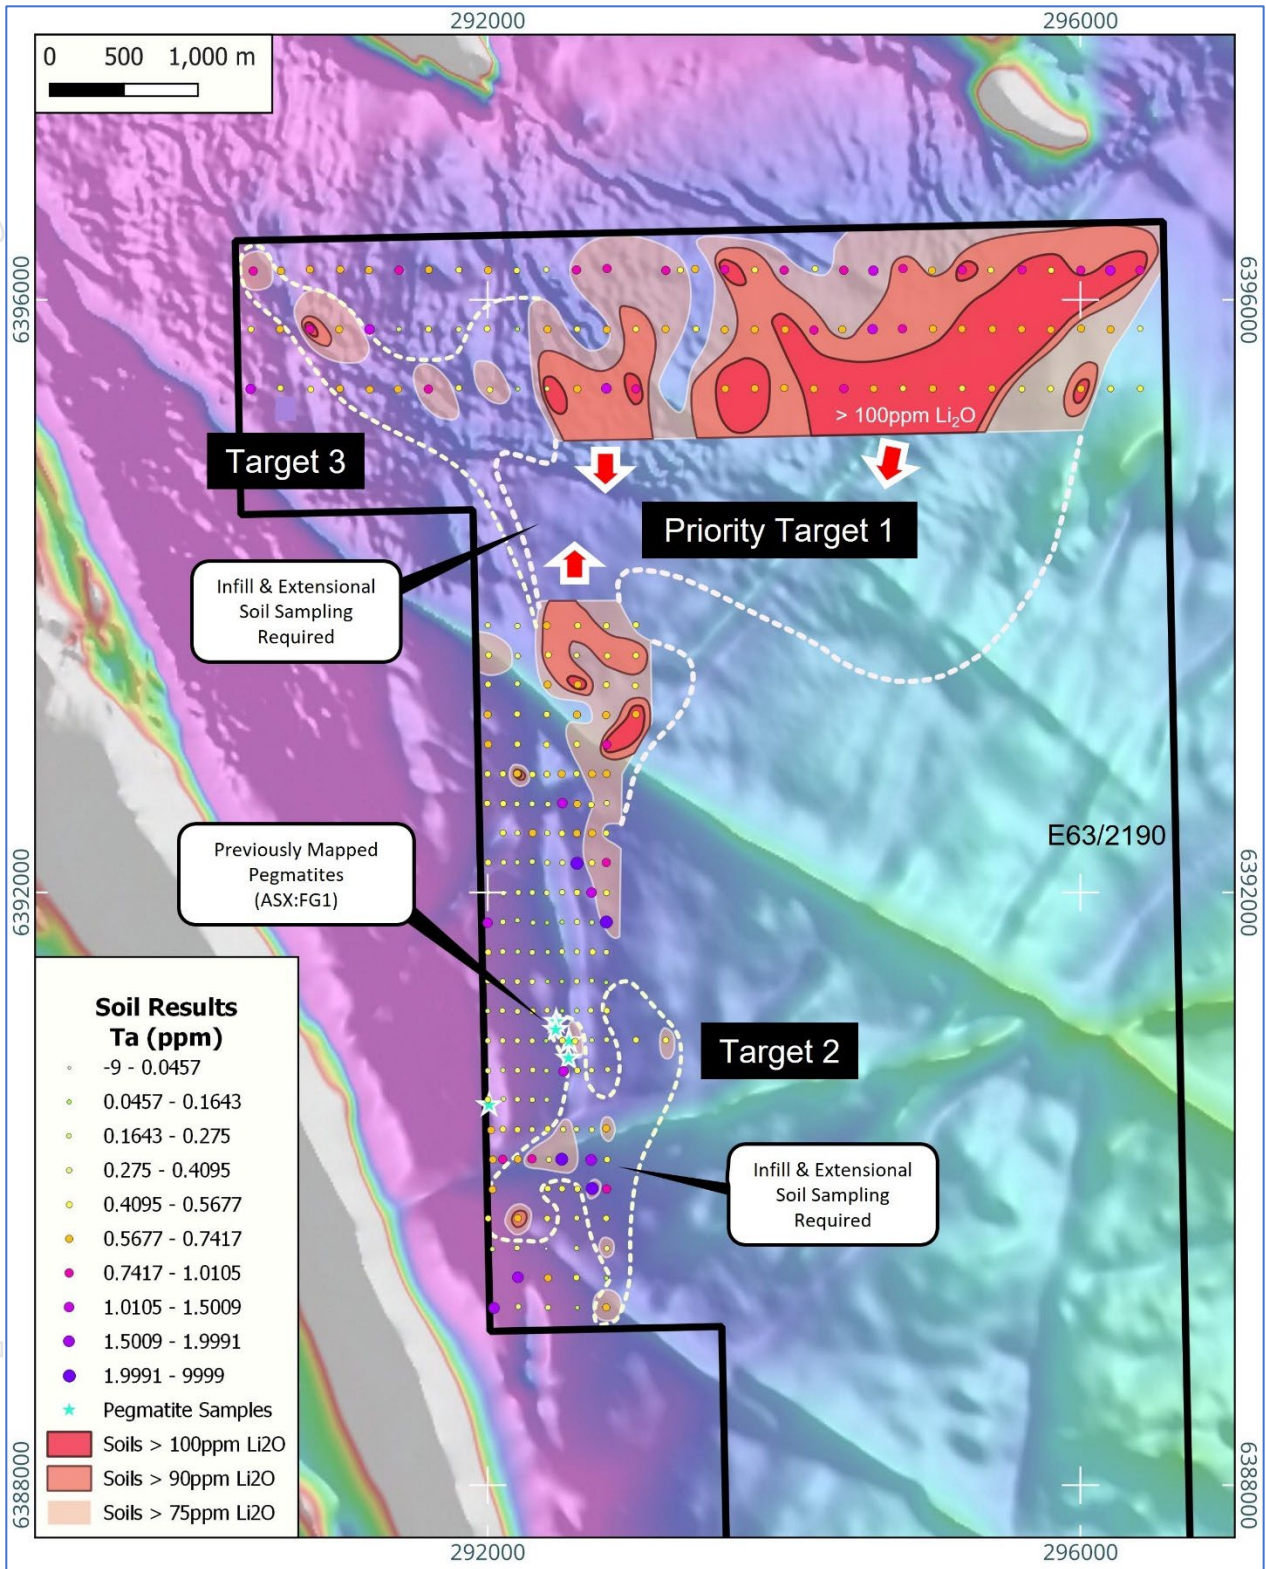 292000
296000
0 500 1,000 m
6396000
6396000
> 100ppm Li₂O
Target 3
Priority Target 1
Infill & Extensional
Soil Sampling
Required
E63/2190
Previously Mapped
Pegmatites
(ASX:FG1)
6392000
6392000
Target 2
Infill & Extensional
Soil Sampling
Required
Soil Results
Ta (ppm)
-9 - 0.0457
0.0457 - 0.1643
0.1643 - 0.275
0.275 - 0.4095
0.4095 - 0.5677
0.5677 - 0.7417
0.7417 - 1.0105
1.0105 - 1.5009
1.5009 - 1.9991
1.9991 - 9999
Pegmatite Samples
Soils > 100ppm Li2O
Soils > 90ppm Li2O
Soils > 75ppm Li2O
6388000
6388000
292000
296000